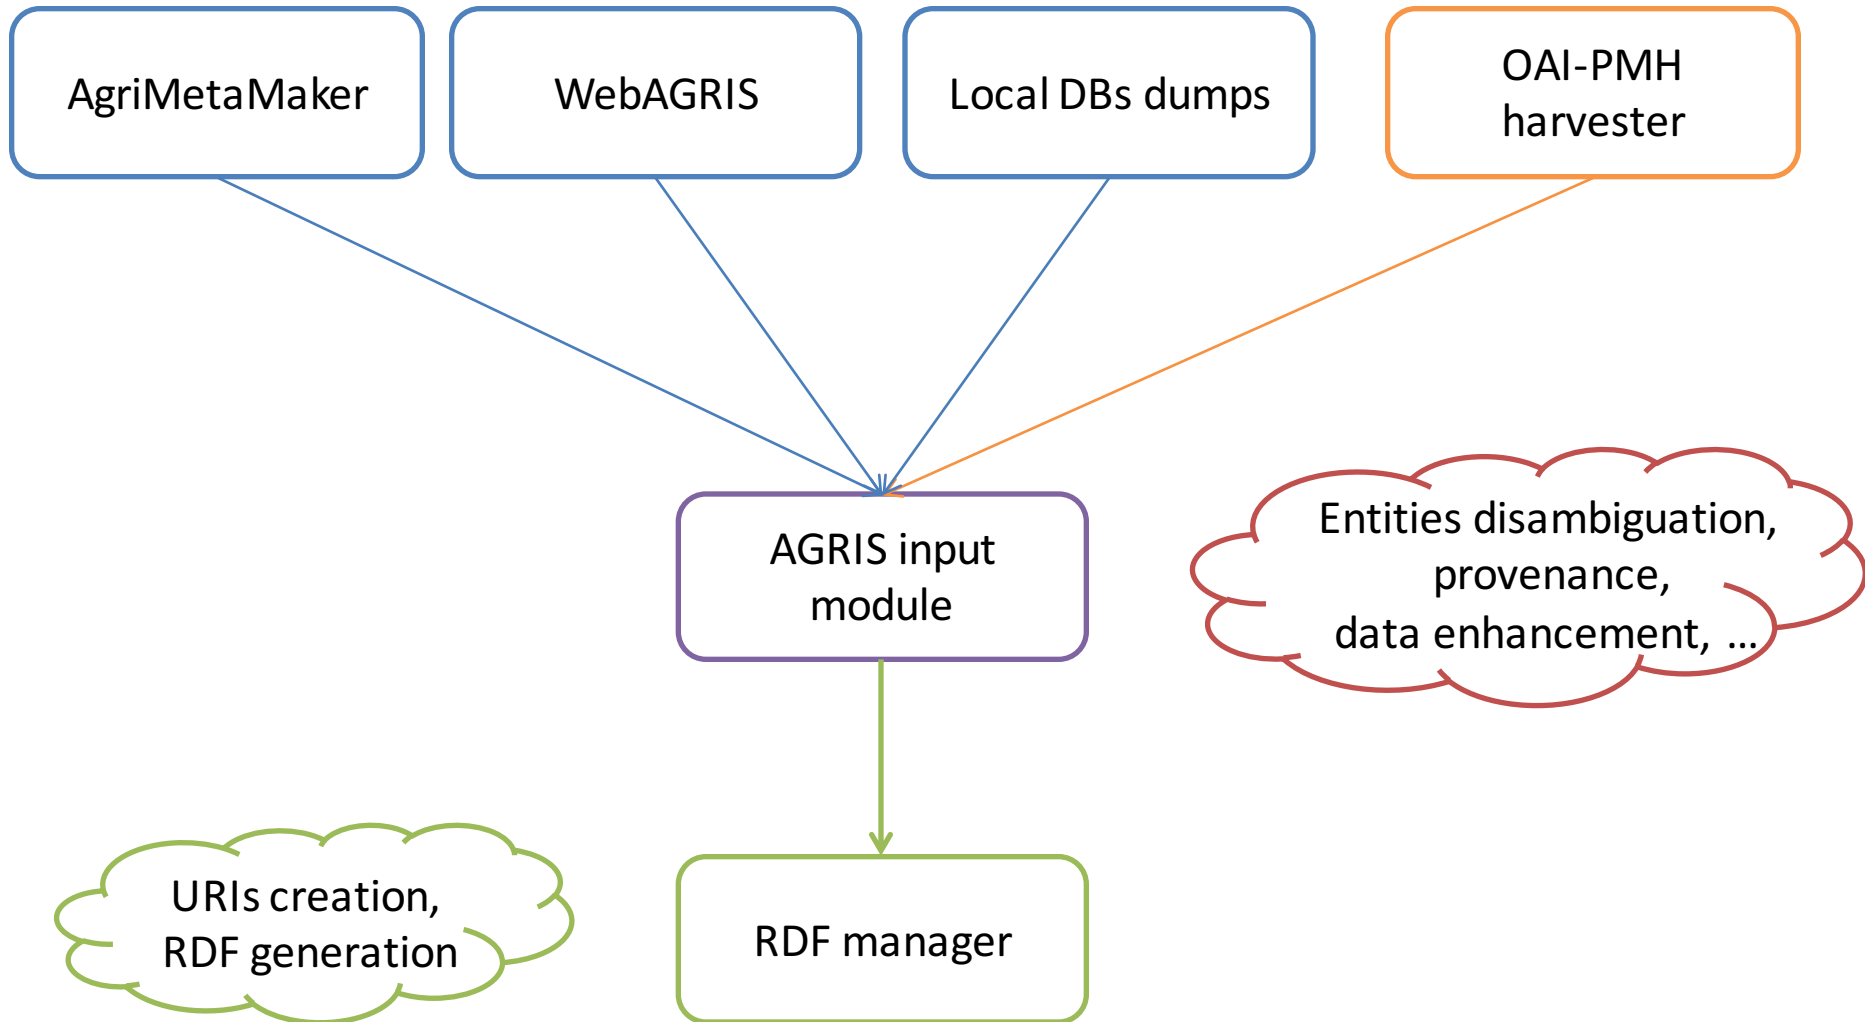 AgriMetaMaker
WebAGRIS
Local DBs dumps
OAI-PMH
harvester
AGRIS input
module
Entities disambiguation,
provenance,
data enhancement, ...
URIs creation,
RDF generation
RDF manager